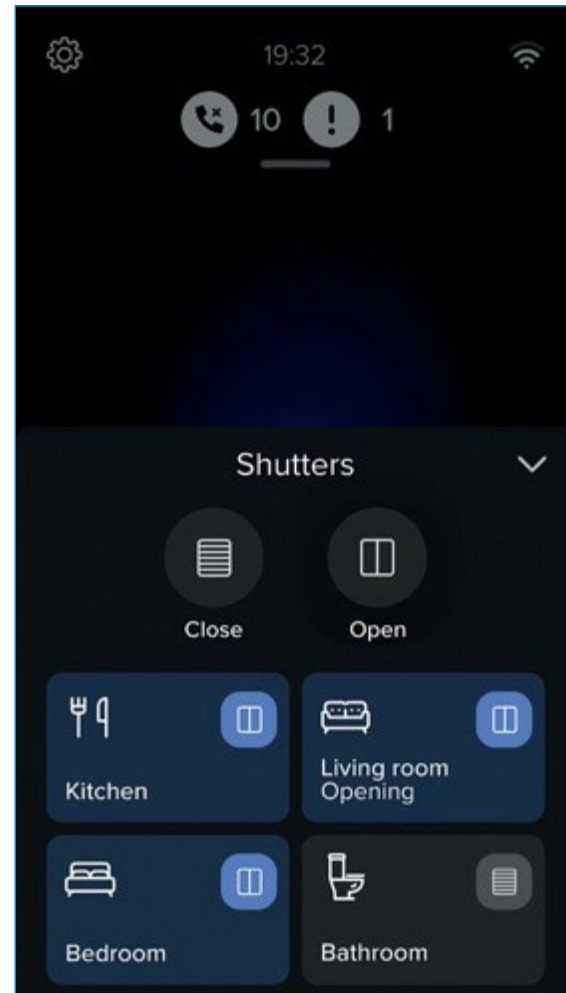 19:32
10 1
Shutters
Close Open
Kitchen
Living room
Opening
Bedroom
Bathroom